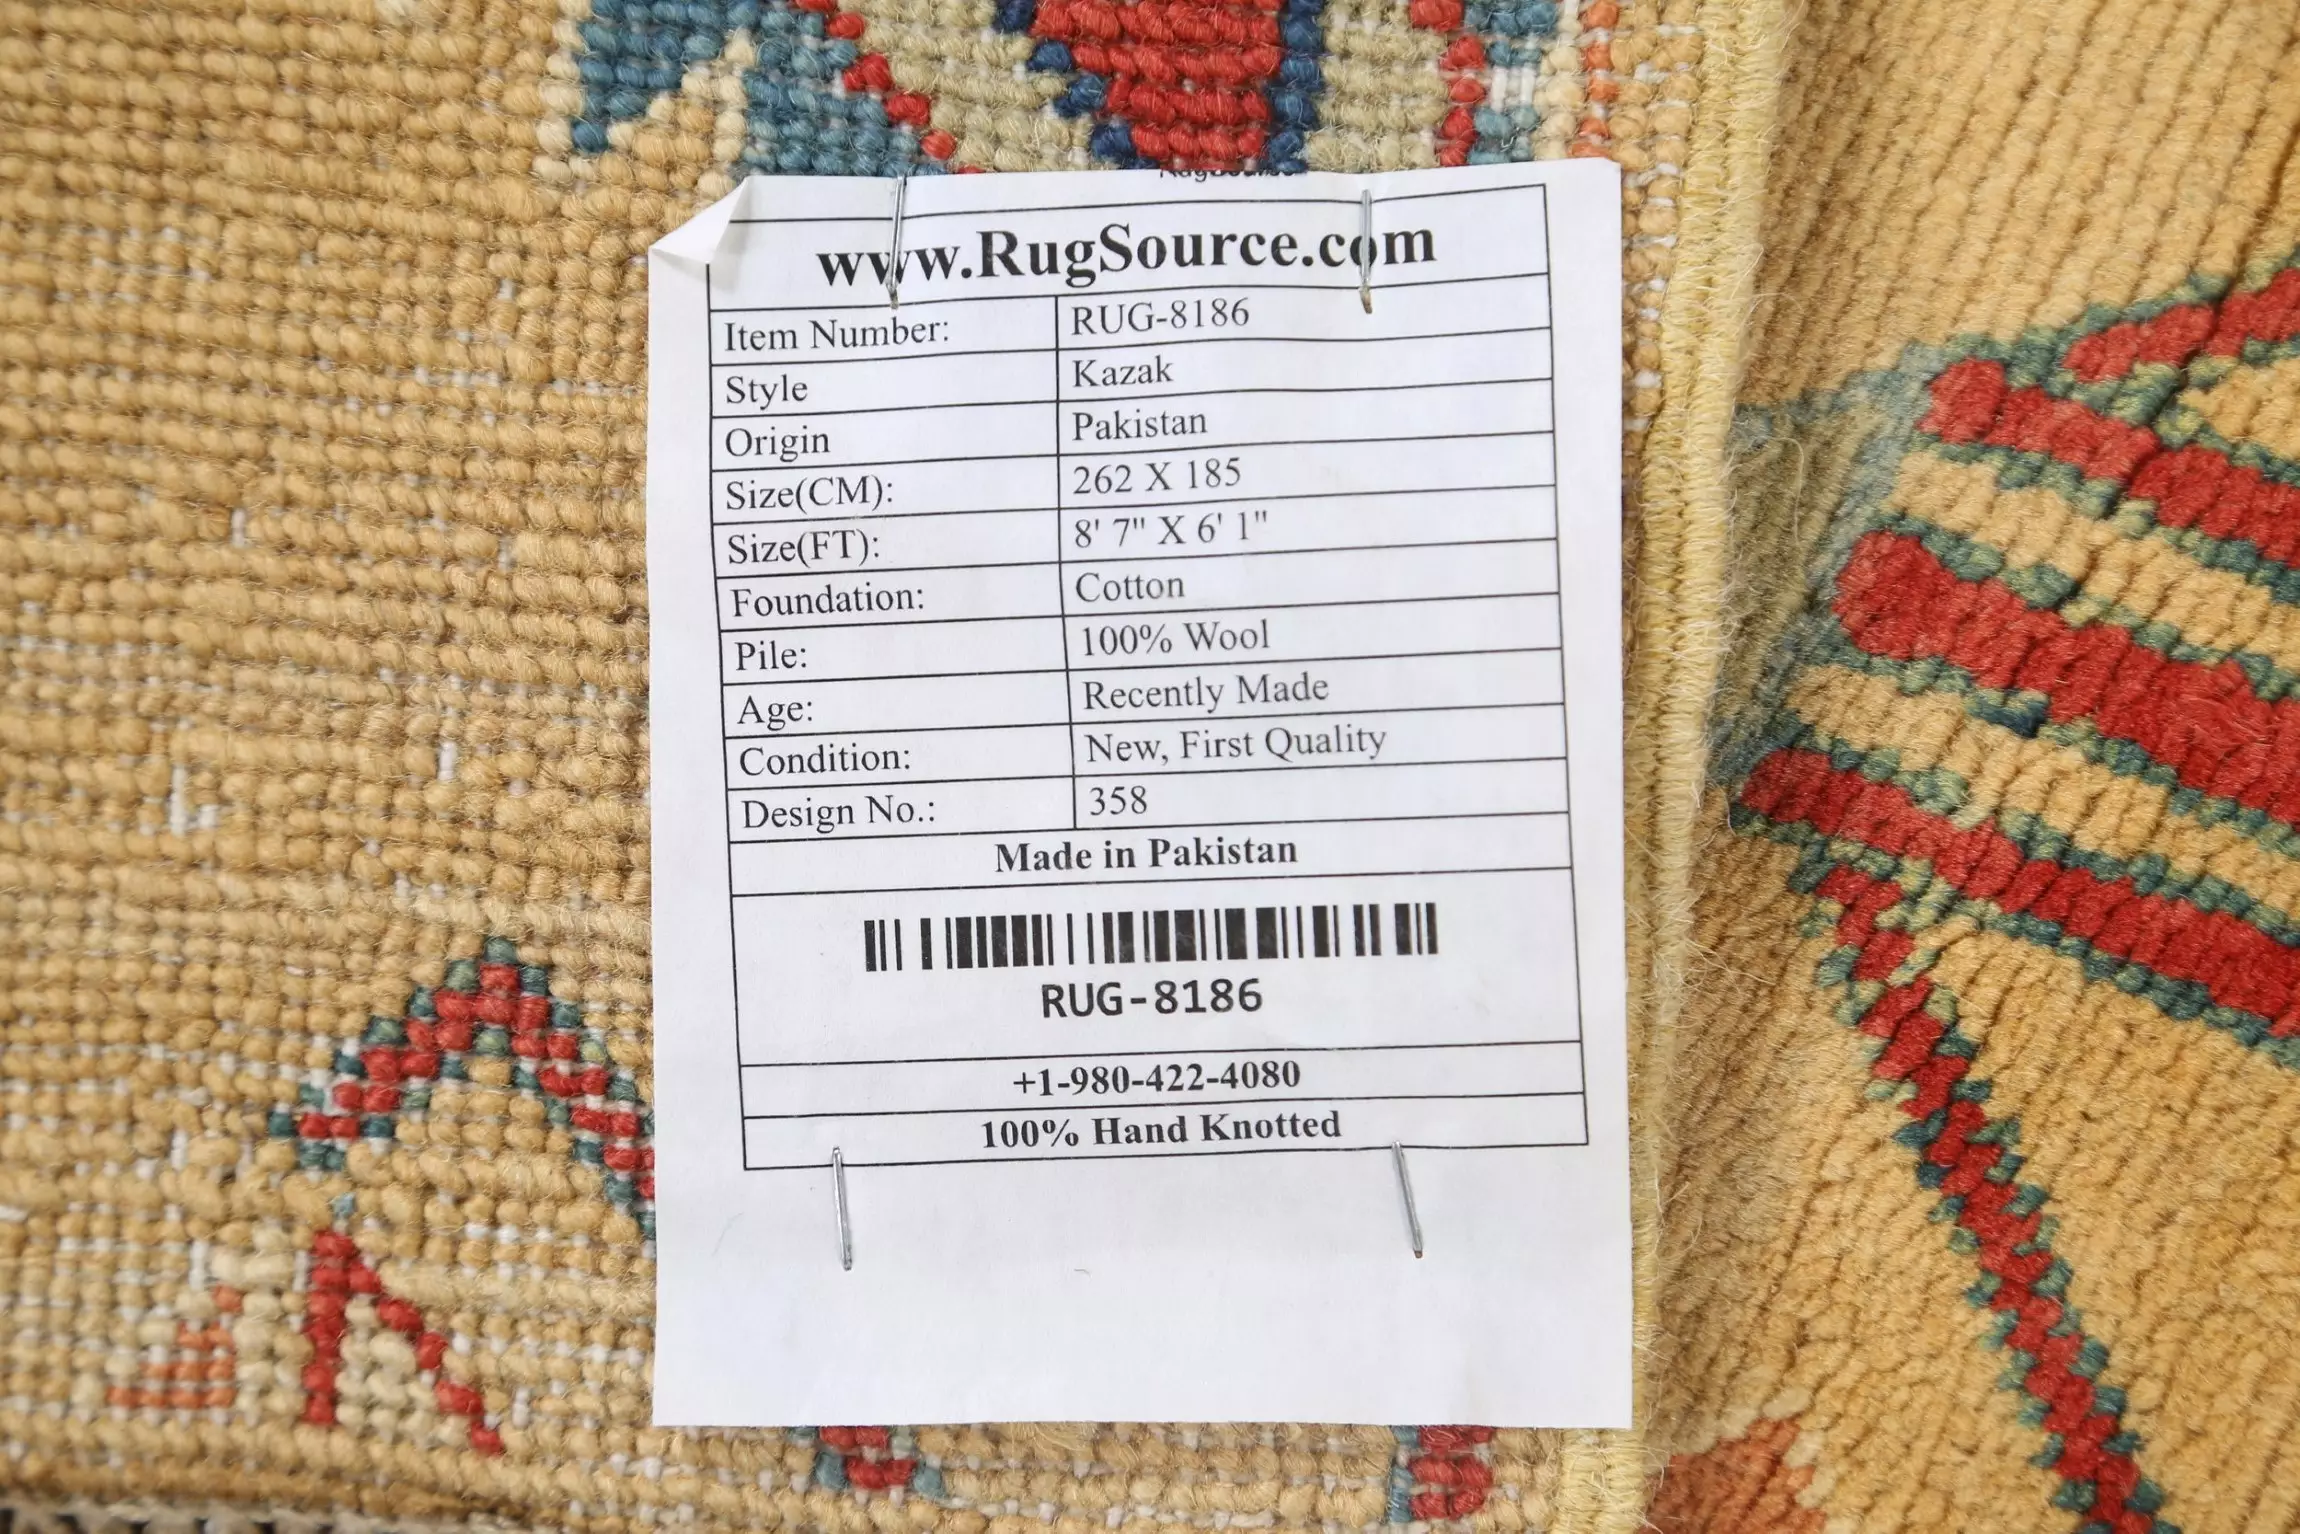 www.RugSource.com
Item Number: RUG-8186
Style Kazak
Origin Pakistan
Size(CM): 262 X 185
Size(FT): 8' 7" X 6' 1"
Foundation: Cotton
Pile: 100% Wool
Age: Recently Made
Condition: New, First Quality
Design No.: 358
Made in Pakistan
RUG-8186
+1-980-422-4080
100% Hand Knotted